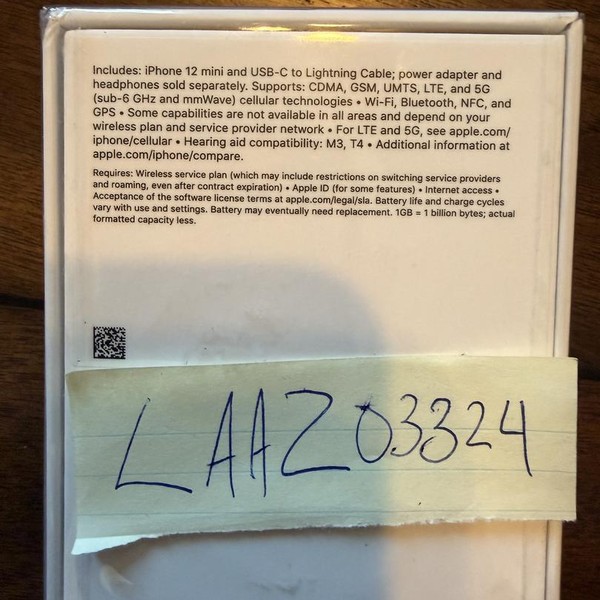 Includes: iPhone 12 mini and USB-C to Lightning Cable; power adapter and
headphones sold separately. Supports: CDMA, GSM, UMTS, LTE, and 5G
(sub-6 GHz and mmWave) cellular technologies • Wi-Fi, Bluetooth, NFC, and
GPS • Some capabilities are not available in all areas and depend on your
wireless plan and service provider network • For LTE and 5G, see apple.com/
iphone/cellular • Hearing aid compatibility: M3, T4 • Additional information at
apple.com/iphone/compare.
Requires: Wireless service plan (which may include restrictions on switching service providers
and roaming, even after contract expiration) • Apple ID (for some features) • Internet access •
Acceptance of the software license terms at apple.com/legal/sla. Battery life and charge cycles
vary with use and settings. Battery may eventually need replacement. 1GB = 1 billion bytes; actual
formatted capacity less.
LAAZ03324